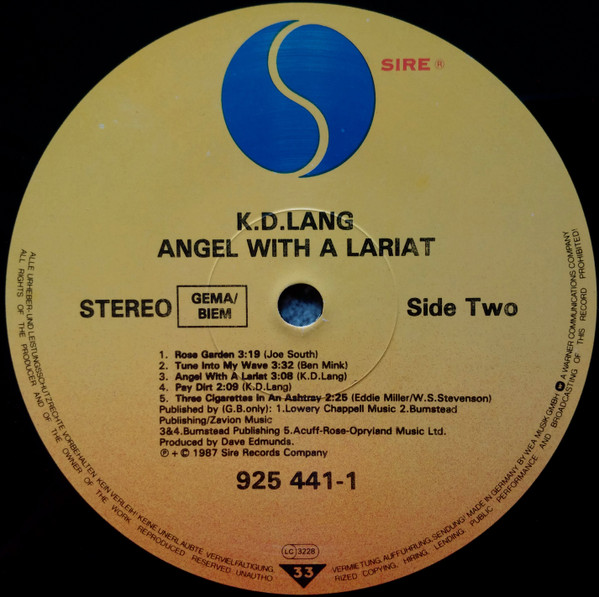 SIRE ®
K.D.LANG
ANGEL WITH A LARIAT
STEREO GEMA/ BIEM Side Two
1. Rose Garden 3:19 (Joe South)
2. Tune Into My Wave 3:32 (Ben Mink)
3. Angel With A Lariat 3:08 (K.D.Lang)
4. Pay Dirt 2:09 (K.D.Lang)
5. Three Cigarettes In An Ashtray 2:25 (Eddie Miller/W.S.Stevenson)
Published by (G.B.only): 1.Lowery Chappell Music 2.Bumstead
Publishing/Zavion Music
3&4.Bumstead Publishing 5.Acuff-Rose-Opryland Music Ltd.
Produced by Dave Edmunds.
℗ + © 1987 Sire Records Company
925 441-1
LC 3228
33
ALLE URHEBER-UND LEISTUNGSSCHUTZRECHTE VORBEHALTEN. KEIN VERLEIH! KEINE UNERLAUBTE VERVIELFÄLTIGUNG, VERMIETUNG, AUFFÜHRUNG, SENDUNG! MADE IN GERMANY BY WEA MUSIK GMBH A WARNER COMMUNICATIONS COMPANY
ALL RIGHTS OF THE PRODUCER AND OF THE OWNER OF THE WORK REPRODUCED RESERVED. UNAUTHORIZED COPYING, HIRING, LENDING PUBLIC PERFORMANCE AND BROADCASTING OF THIS RECORD PROHIBITED!